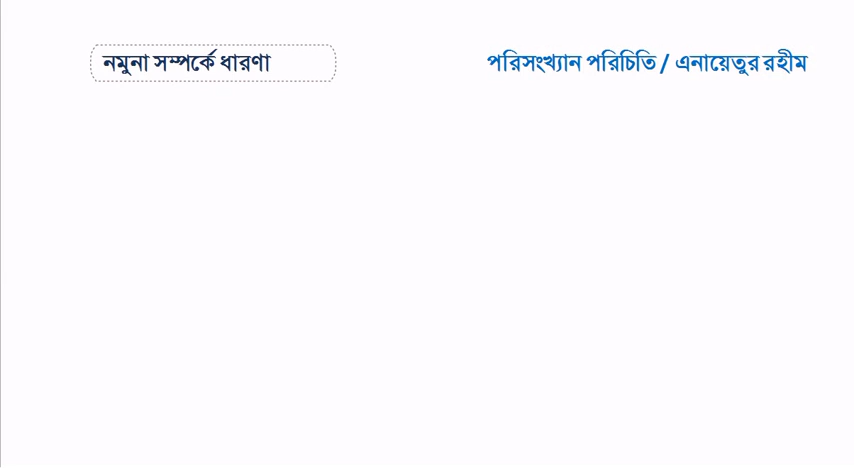 নমুনা সম্পর্কে ধারণা
পরিসংখ্যান পরিচিতি / এনায়েতুর রহীম